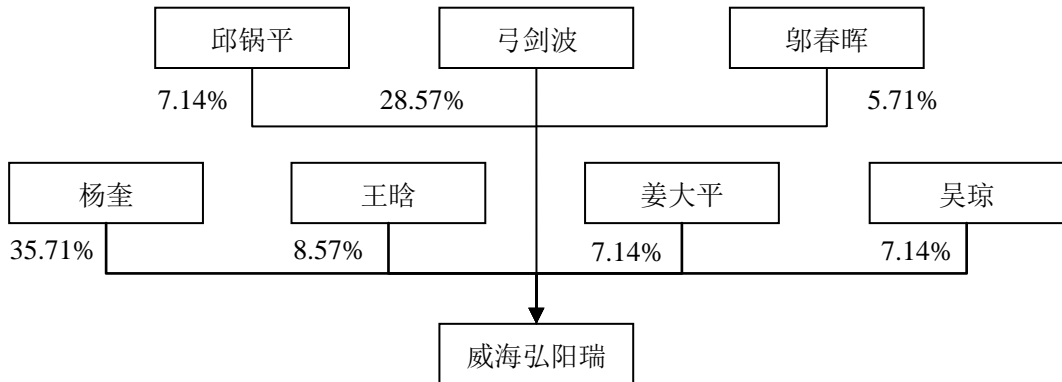 邱锅平 弓剑波 邬春晖
7.14% 28.57% 5.71%
杨奎 王晗 姜大平 吴琼
35.71% 8.57% 7.14% 7.14%
威海弘阳瑞